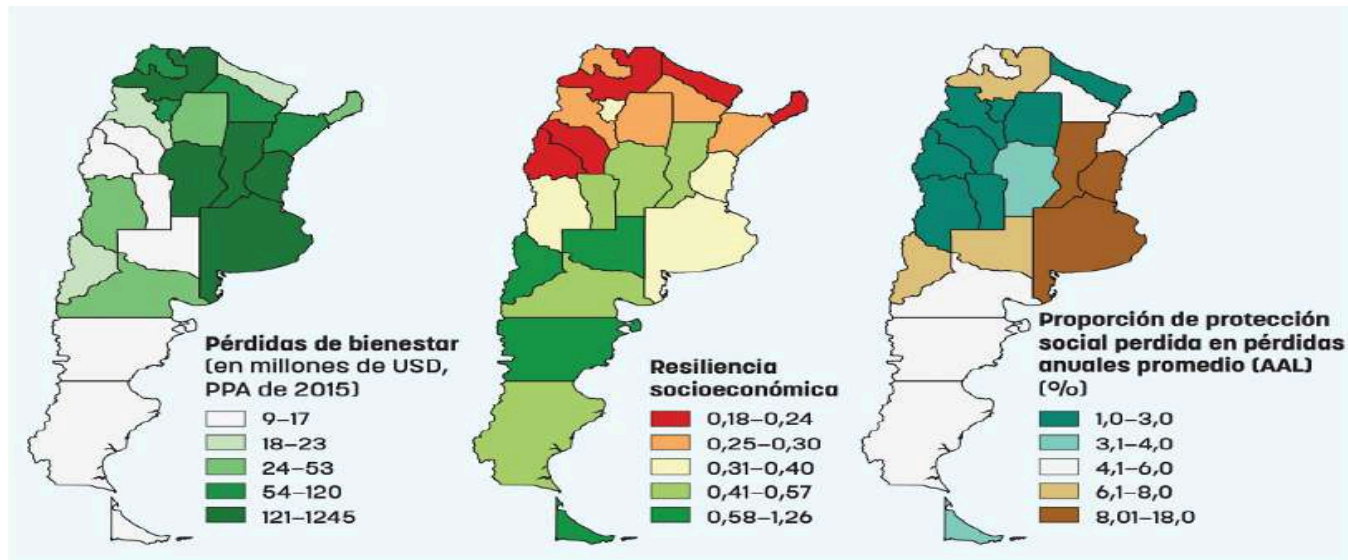 Pérdidas de bienestar
(en millones de USD,
PPA de 2015)
9–17
18–23
24–53
54–120
121–1245
Resiliencia
socioeconómica
0,18–0,24
0,25–0,30
0,31–0,40
0,41–0,57
0,58–1,26
Proporción de protección
social perdida en pérdidas
anuales promedio (AAL)
(%)
1,0–3,0
3,1–4,0
4,1–6,0
6,1–8,0
8,01–18,0